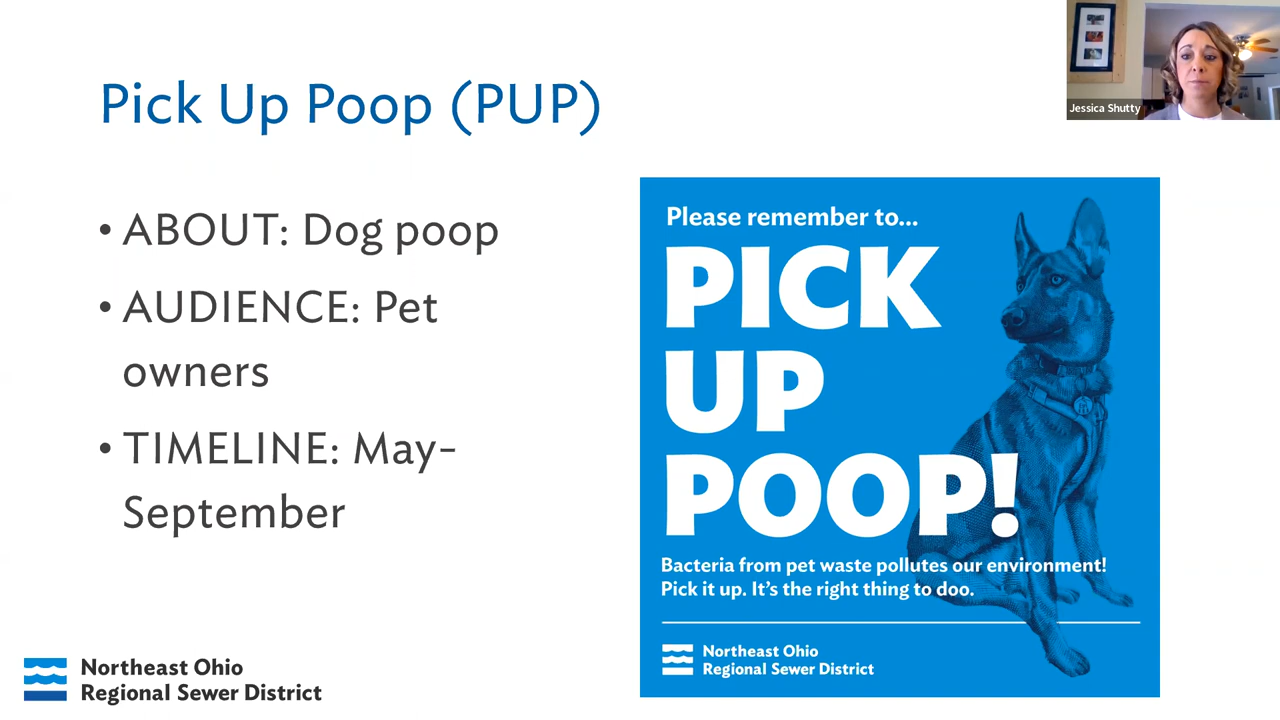 Jessica Shutty
Pick Up Poop (PUP)
• ABOUT: Dog poop
• AUDIENCE: Pet
owners
• TIMELINE: May-
September
Please remember to...
PICK
UP
POOP!
Bacteria from pet waste pollutes our environment!
Pick it up. It's the right thing to doo.
Northeast Ohio
Regional Sewer District
Northeast Ohio
Regional Sewer District